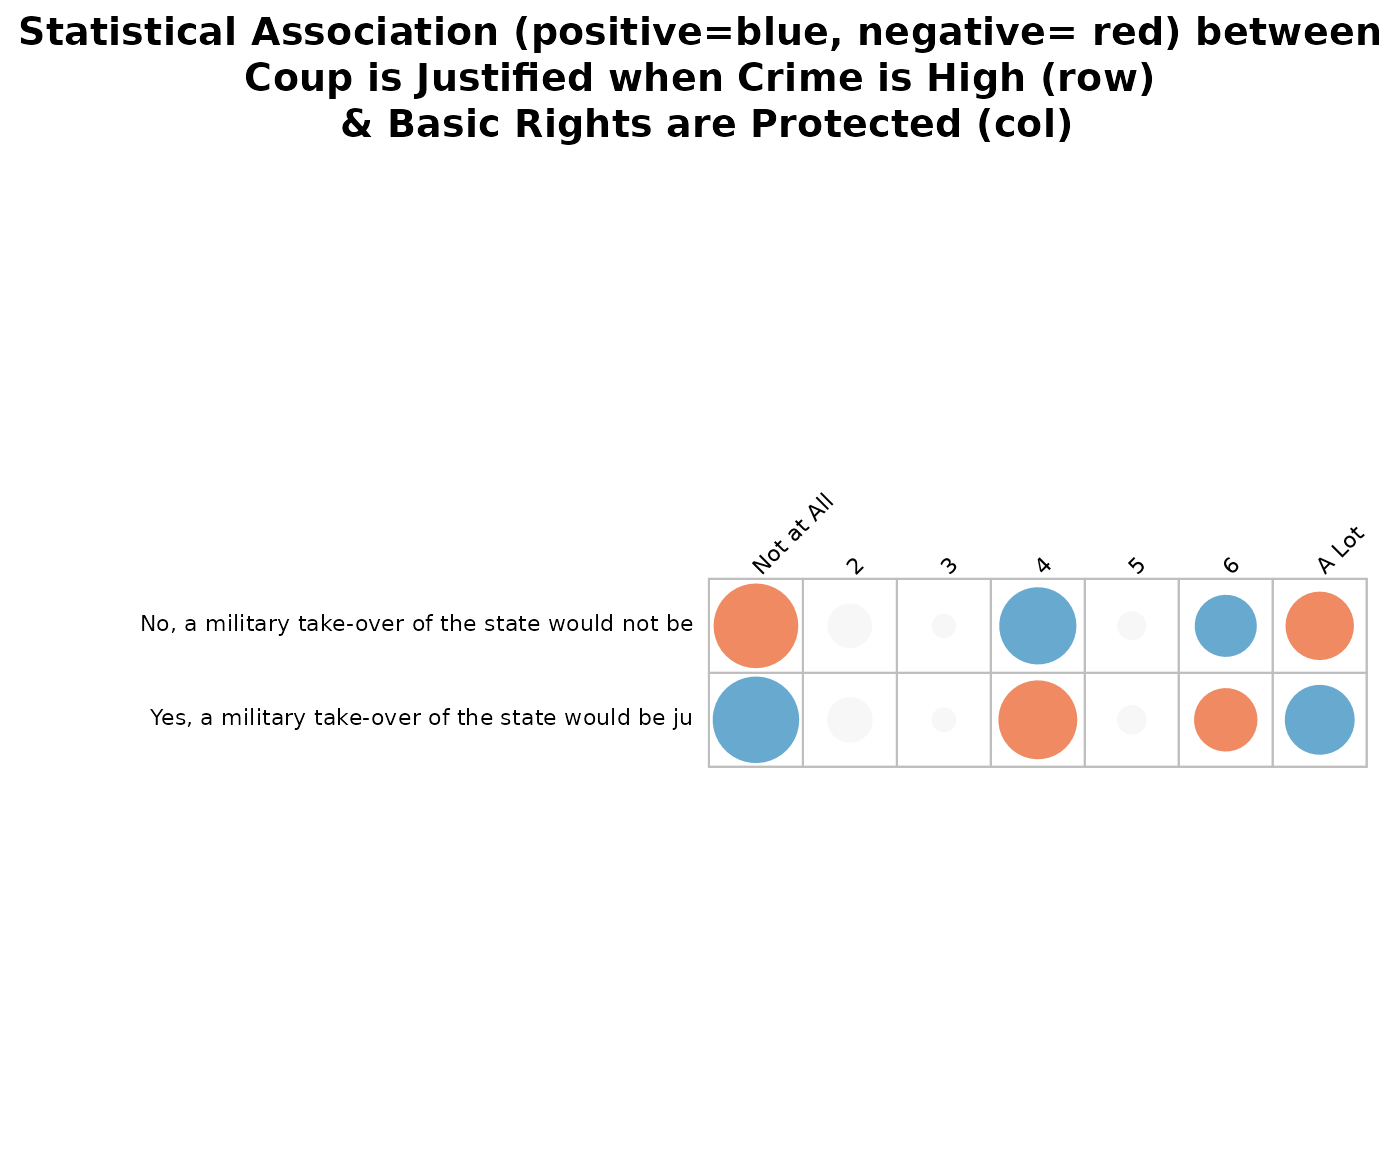 Statistical Association (positive=blue, negative= red) between
Coup is Justified when Crime is High (row)
& Basic Rights are Protected (col)
Not at All 2 3 4 5 6 A Lot
No, a military take-over of the state would not be
Yes, a military take-over of the state would be ju